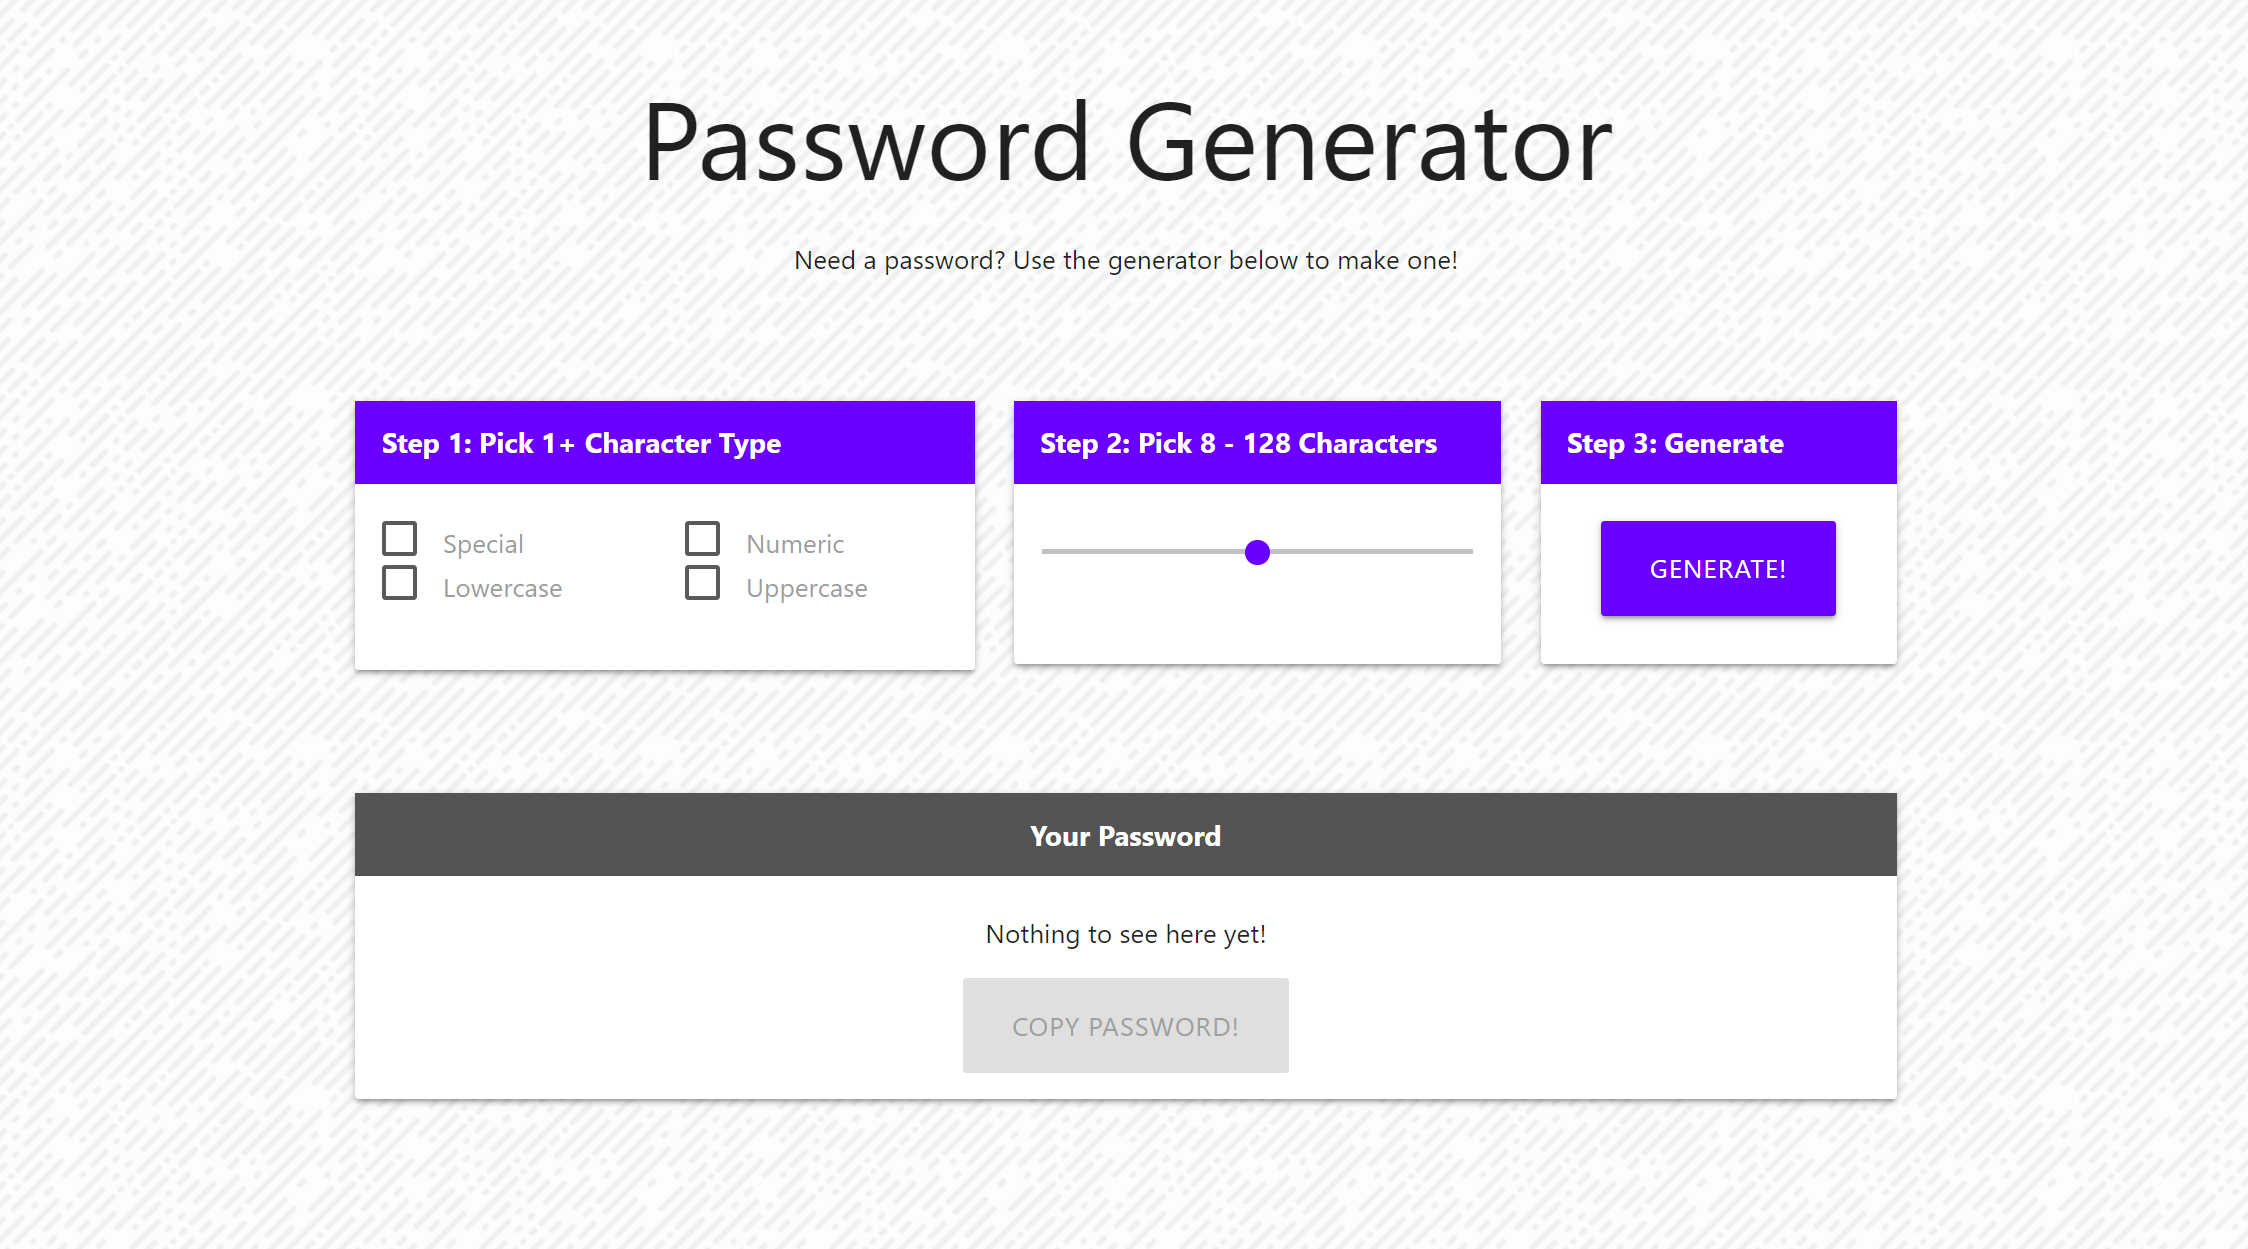 Password Generator
Need a password? Use the generator below to make one!
Step 1: Pick 1+ Character Type
Special
Numeric
Lowercase
Uppercase
Step 2: Pick 8 - 128 Characters
Step 3: Generate
GENERATE!
Your Password
Nothing to see here yet!
COPY PASSWORD!